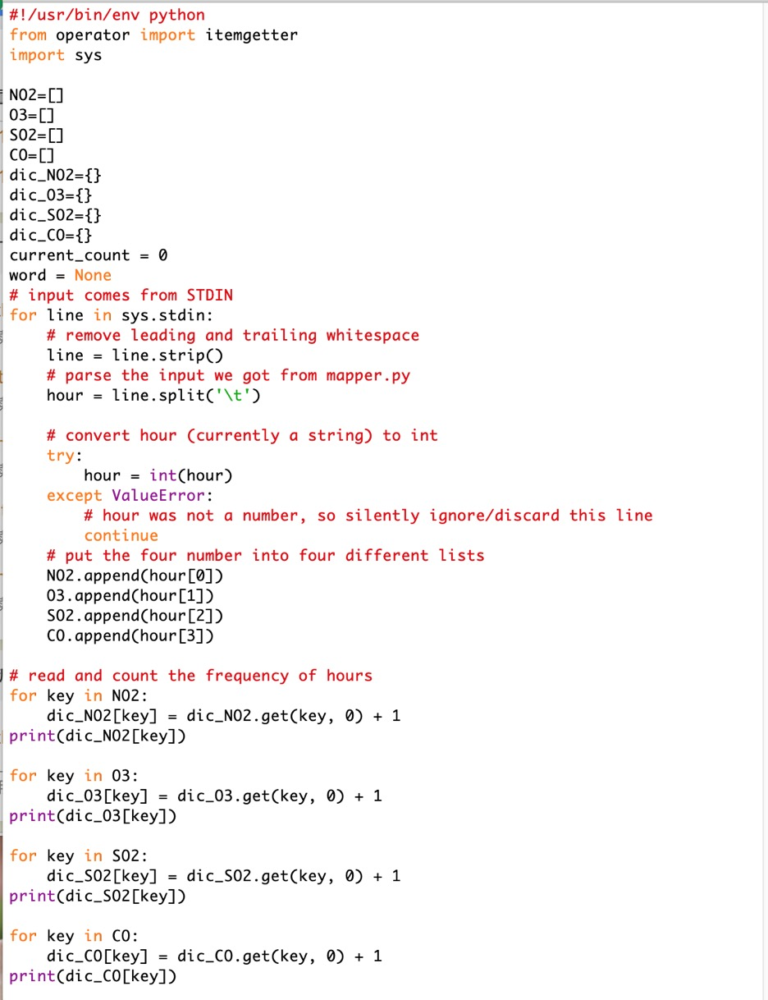 #!/usr/bin/env python
from operator import itemgetter
import sys
NO2=[]
O3=[]
SO2=[]
CO=[]
dic_NO2={}
dic_O3={}
dic_SO2={}
dic_CO={}
current_count = 0
word = None
# input comes from STDIN
for line in sys.stdin:
    # remove leading and trailing whitespace
    line = line.strip()
    # parse the input we got from mapper.py
    hour = line.split('\t')
    # convert hour (currently a string) to int
    try:
        hour = int(hour)
    except ValueError:
        # hour was not a number, so silently ignore/discard this line
        continue
    # put the four number into four different lists
    NO2.append(hour[0])
    O3.append(hour[1])
    SO2.append(hour[2])
    CO.append(hour[3])
# read and count the frequency of hours
for key in NO2:
    dic_NO2[key] = dic_NO2.get(key, 0) + 1
print(dic_NO2[key])
for key in O3:
    dic_O3[key] = dic_O3.get(key, 0) + 1
print(dic_O3[key])
for key in SO2:
    dic_SO2[key] = dic_SO2.get(key, 0) + 1
print(dic_SO2[key])
for key in CO:
    dic_CO[key] = dic_CO.get(key, 0) + 1
print(dic_CO[key])